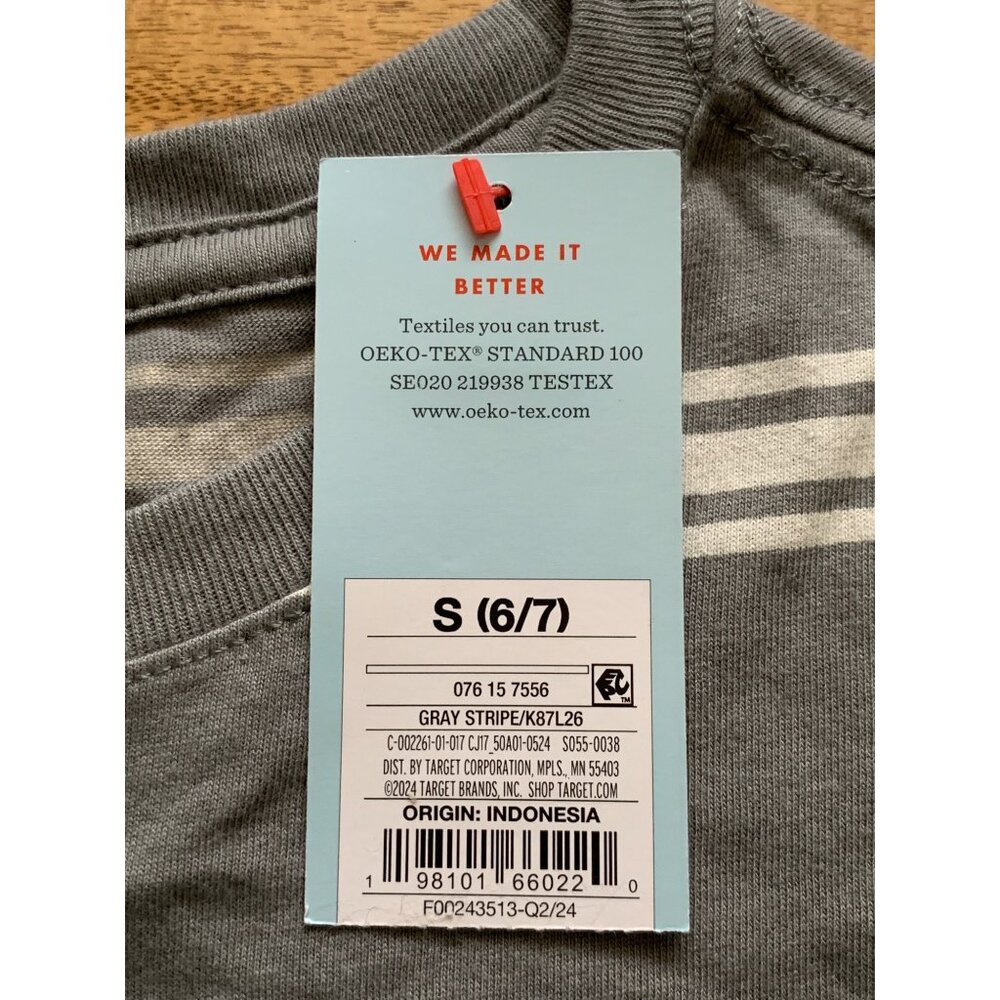 WE MADE IT
BETTER
Textiles you can trust.
OEKO-TEX® STANDARD 100
SE020 219938 TESTEX
www.oeko-tex.com
S (6/7)
076 15 7556
EPC™
GRAY STRIPE/K87L26
C-002261-01-017 CJ17_50A01-0524 S055-0038
DIST. BY TARGET CORPORATION, MPLS., MN 55403
©2024 TARGET BRANDS, INC. SHOP TARGET.COM
ORIGIN: INDONESIA
1 98101 66022 0
F00243513-Q2/24